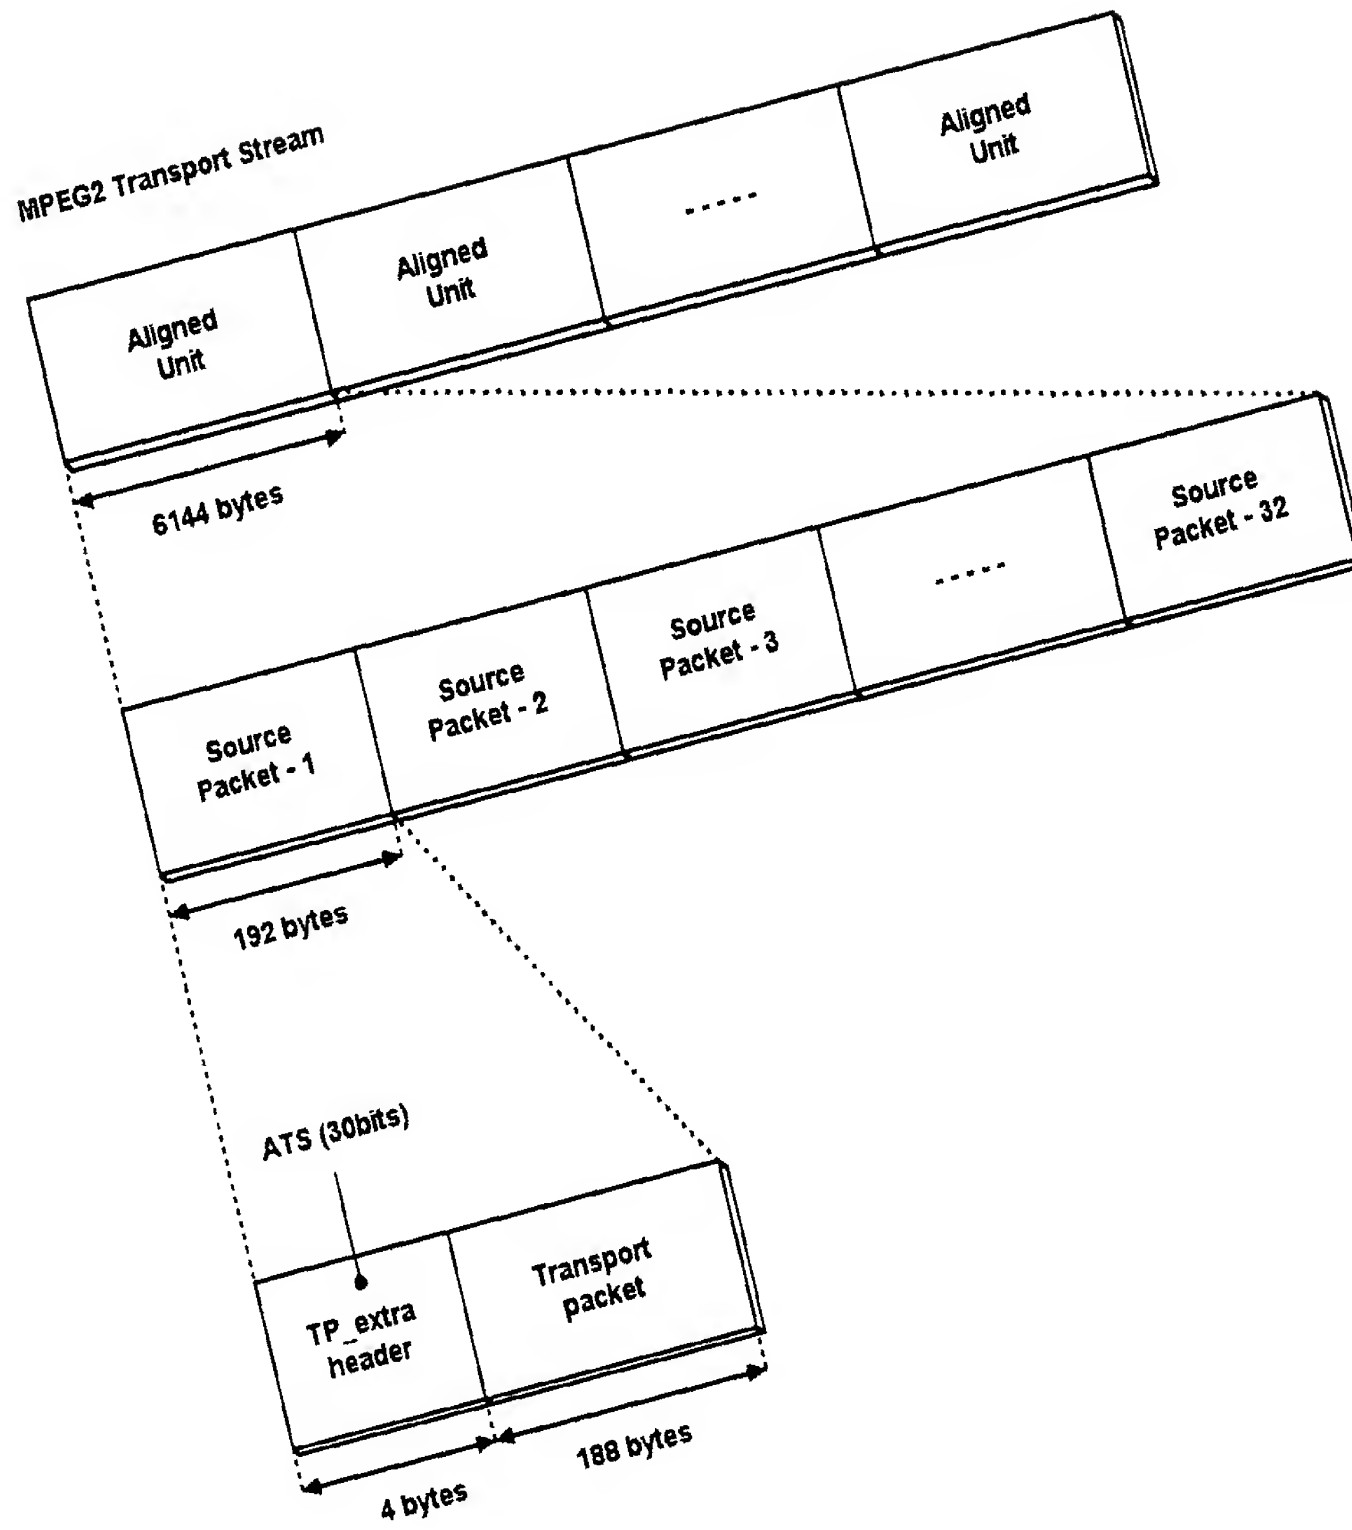 MPEG2 Transport Stream
Aligned
Unit
Aligned
Unit
-----
Aligned
Unit
6144 bytes
Source
Packet - 1
Source
Packet - 2
Source
Packet - 3
-----
Source
Packet - 32
192 bytes
ATS (30bits)
TP_extra
header
Transport
packet
4 bytes
188 bytes